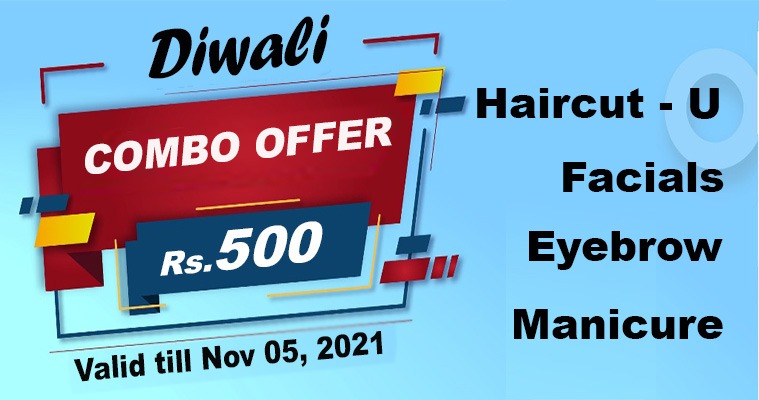 Diwali
COMBO OFFER
Rs.500
Valid till Nov 05, 2021
Haircut - U
Facials
Eyebrow
Manicure